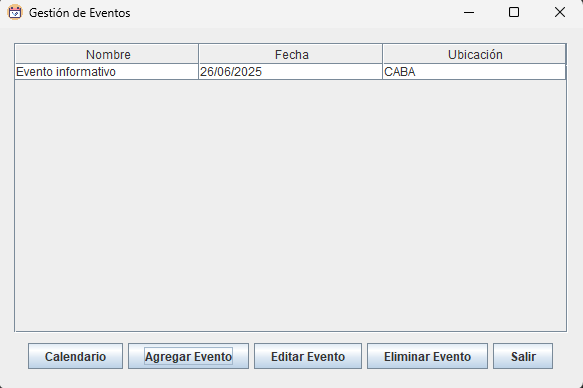 Gestión de Eventos
Nombre Fecha Ubicación
Evento informativo 26/06/2025 CABA
Calendario Agregar Evento Editar Evento Eliminar Evento Salir